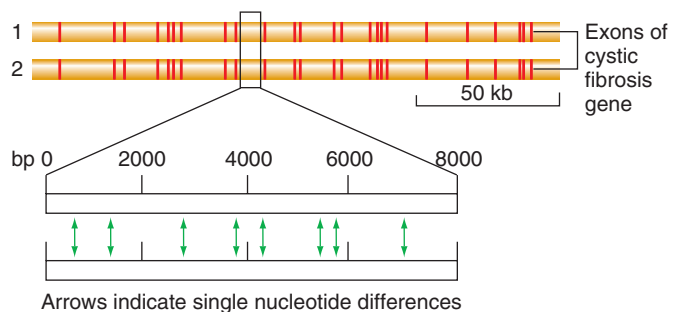 1
2
Exons of
cystic
fibrosis
gene
50 kb
bp 0 2000 4000 6000 8000
Arrows indicate single nucleotide differences